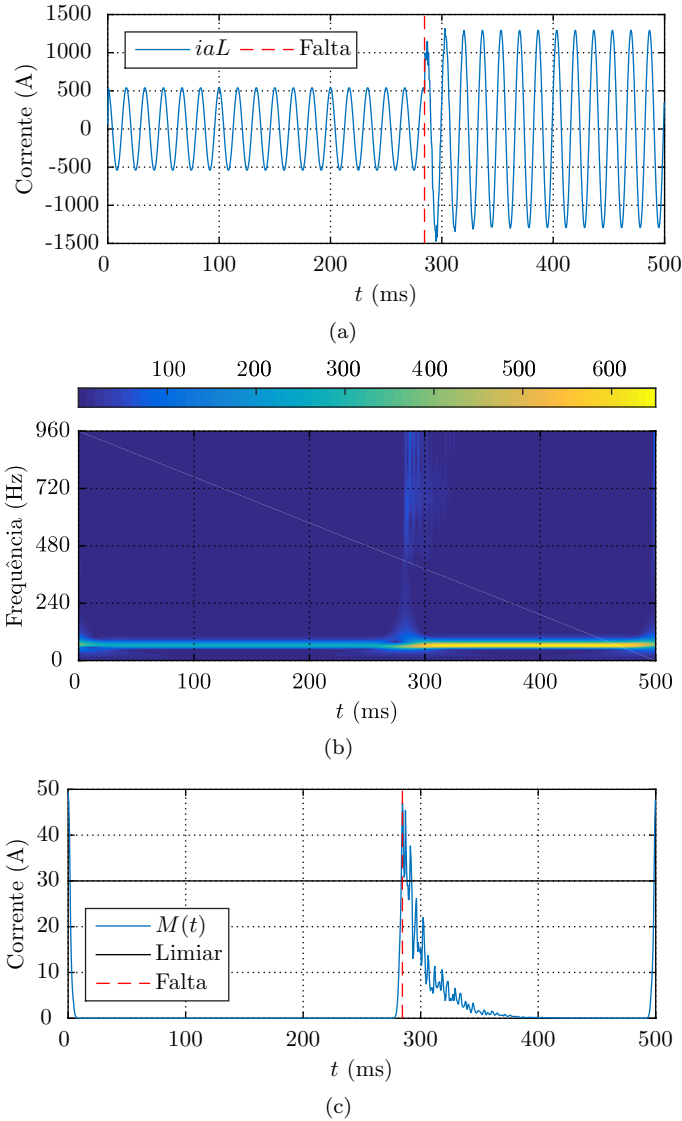 1500
1000
500
0
-500
-1000
-1500
Corrente (A)
iaL Falta
0 100 200 300 400 500
t (ms)
(a)
100 200 300 400 500 600
960
720
480
240
0
Frequência (Hz)
0 100 200 300 400 500
t (ms)
(b)
50
40
30
20
10
0
Corrente (A)
M(t)
Limiar
Falta
0 100 200 300 400 500
t (ms)
(c)